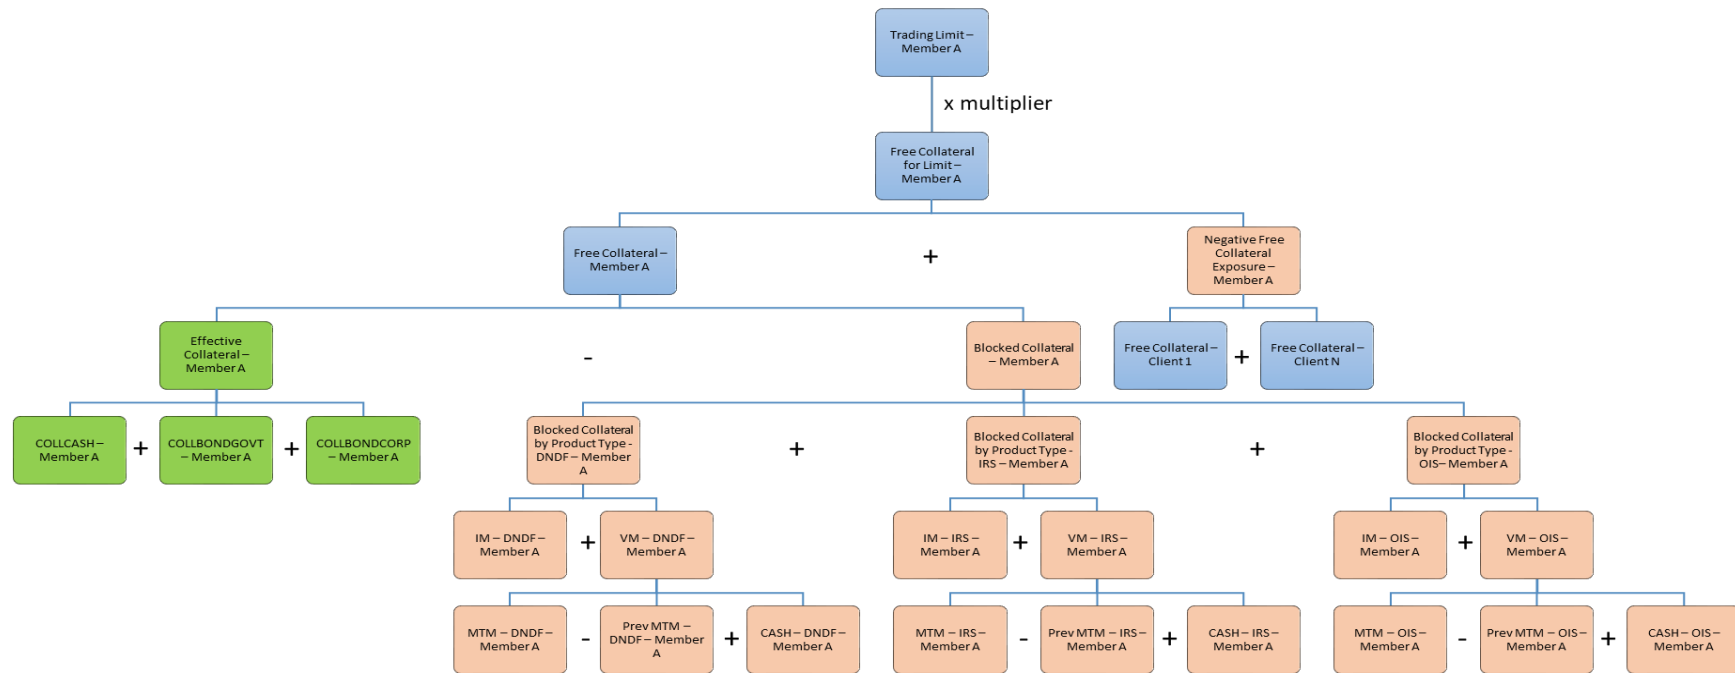 Trading Limit –
Member A
x multiplier
Free Collateral
for Limit –
Member A
Free Collateral –
Member A
+
Negative Free
Collateral
Exposure –
Member A
Effective
Collateral –
Member A
-
Blocked Collateral
– Member A
Free Collateral –
Client 1
+
Free Collateral –
Client N
COLLCASH –
Member A
+
COLLBONDGOVT
– Member A
+
COLLBONDCORP
– Member A
Blocked Collateral
by Product Type -
DNDF – Member
A
+
Blocked Collateral
by Product Type -
IRS – Member A
+
Blocked Collateral
by Product Type -
OIS– Member A
IM – DNDF –
Member A
+
VM – DNDF –
Member A
IM – IRS –
Member A
+
VM – IRS –
Member A
IM – OIS –
Member A
+
VM – OIS –
Member A
MTM – DNDF –
Member A
-
Prev MTM –
DNDF – Member
A
+
CASH – DNDF –
Member A
MTM – IRS –
Member A
-
Prev MTM – IRS –
Member A
+
CASH – IRS –
Member A
MTM – OIS –
Member A
-
Prev MTM – OIS –
Member A
+
CASH – OIS –
Member A